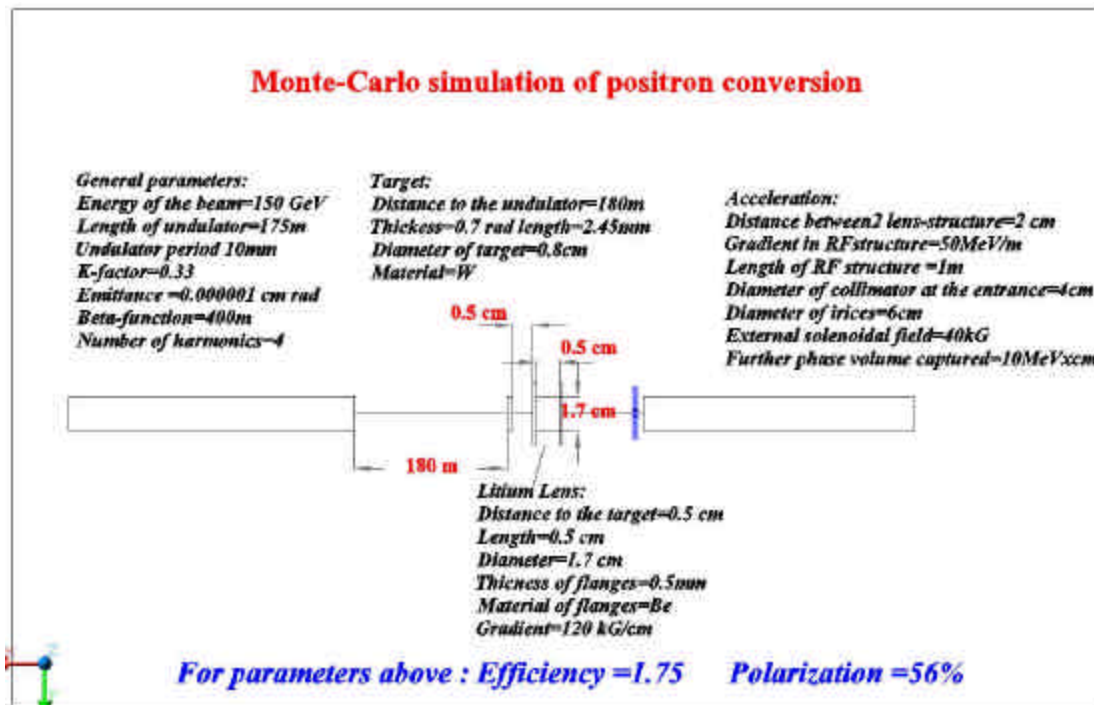 Monte-Carlo simulation of positron conversion
General parameters:
Energy of the beam=150 GeV
Length of undulator=175m
Undulator period 10mm
K-factor=0.33
Emittance =0.000001 cm rad
Beta-function=400m
Number of harmonics=4
Target:
Distance to the undulator=180m
Thickess=0.7 rad length=2.45mm
Diameter of target=0.8cm
Material=W
Acceleration:
Distance between2 lens-structure=2 cm
Gradient in RFstructure=50MeV/m
Length of RF structure =1m
Diameter of collimator at the entrance=4cm
Diameter of irices=6cm
External solenoidal field=40kG
Further phase volume captured=10MeVxcm
0.5 cm
0.5 cm
1.7 cm
180 m
Litium Lens:
Distance to the target=0.5 cm
Length=0.5 cm
Diameter=1.7 cm
Thicness of flanges=0.5mm
Material of flanges=Be
Gradient=120 kG/cm
For parameters above : Efficiency =1.75 Polarization =56%